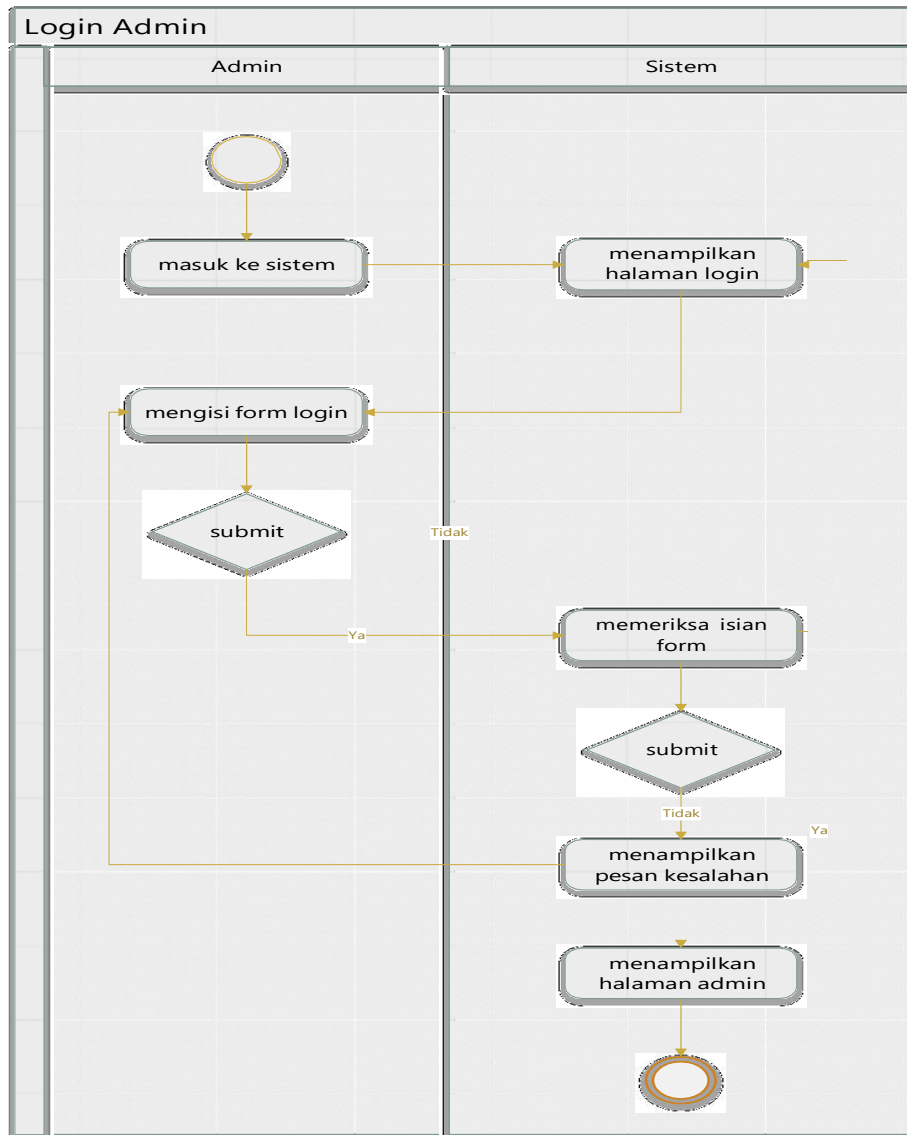 Login Admin
Admin
Sistem
masuk ke sistem
menampilkan
halaman login
mengisi form login
submit
Tidak
Ya
memeriksa isian
form
submit
Tidak
Ya
menampilkan
pesan kesalahan
menampilkan
halaman admin